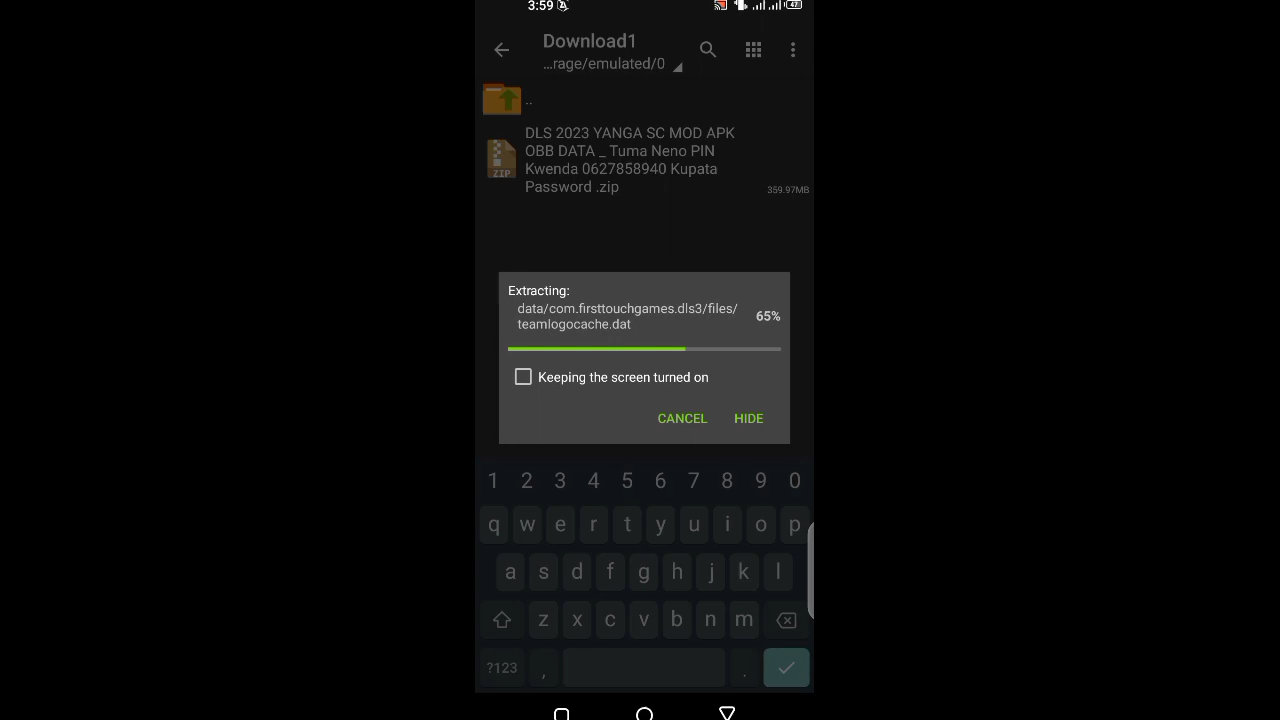 3:59
47
Download1
...rage/emulated/0
..
DLS 2023 YANGA SC MOD APK
OBB DATA _ Tuma Neno PIN
Kwenda 0627858940 Kupata
Password .zip
ZIP
359.97MB
Extracting:
data/com.firsttouchgames.dls3/files/
teamlogocache.dat
65%
Keeping the screen turned on
CANCEL HIDE
1 2 3 4 5 6 7 8 9 0
q w e r t y u i o p
a s d f g h j k l
z x c v b n m
?123 , .